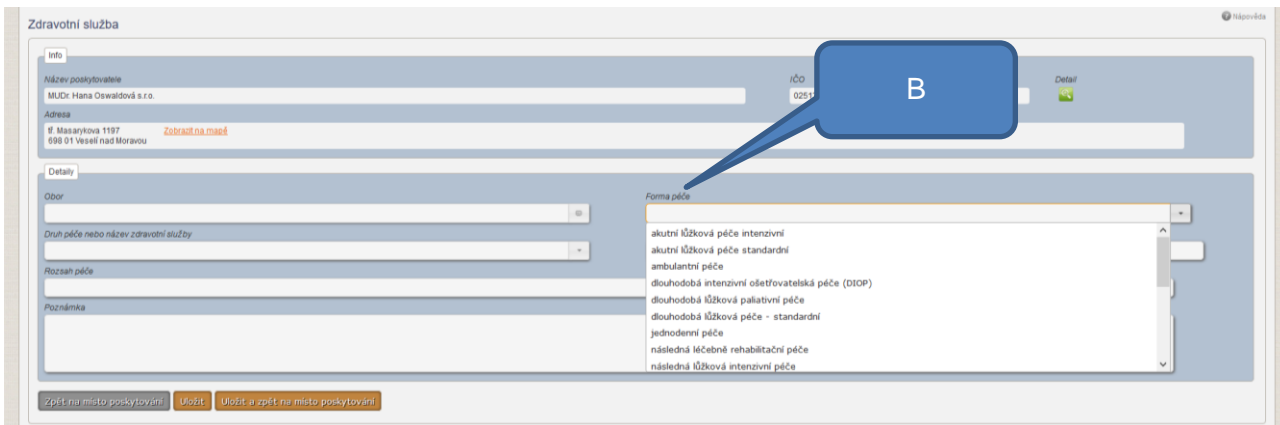 Nápověda
Zdravotní služba
Info
Název poskytovatele
IČO
Detail
MUDr. Hana Oswaldová s.r.o.
B
Adresa
tř. Masarykova 1197
Zobrazit na mapě
698 01 Veselí nad Moravou
Detaily
Obor
Forma péče
Druh péče nebo název zdravotní služby
akutní lůžková péče intenzivní
akutní lůžková péče standardní
ambulantní péče
Rozsah péče
dlouhodobá intenzivní ošetřovatelská péče (DIOP)
dlouhodobá lůžková paliativní péče
Poznámka
dlouhodobá lůžková péče - standardní
jednodenní péče
následná léčebně rehabilitační péče
následná lůžková intenzivní péče
Zpět na místo poskytování
Uložit
Uložit a zpět na místo poskytování